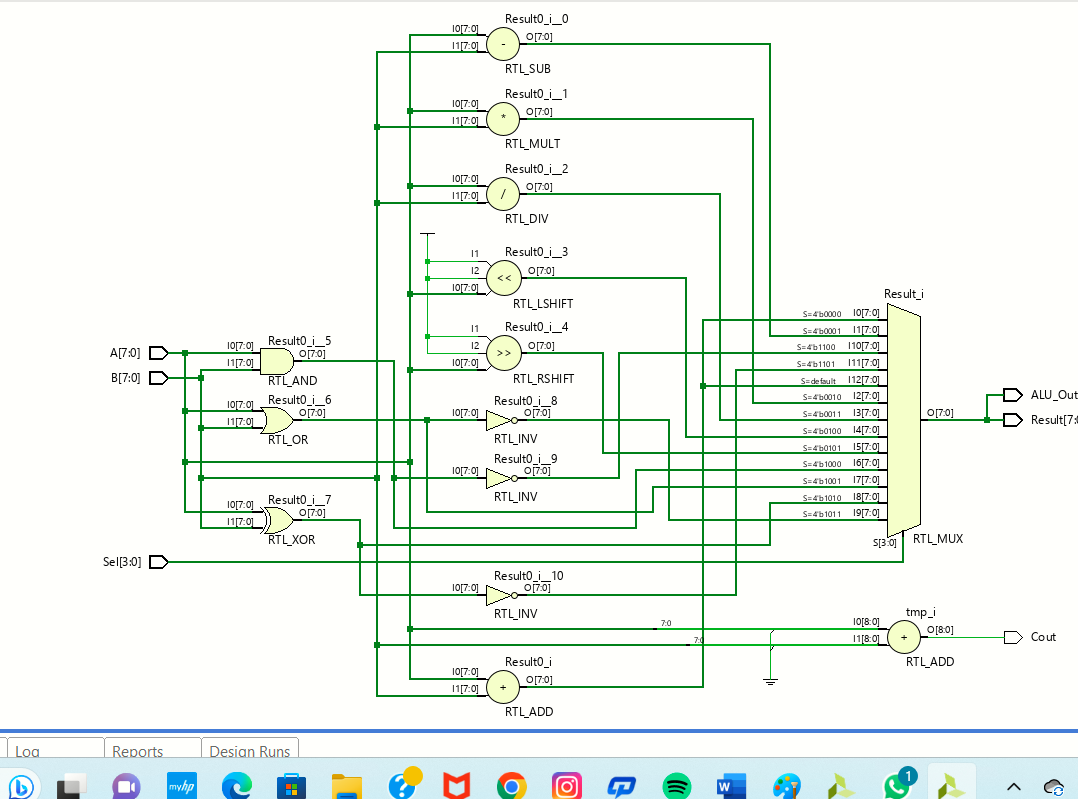 Result0_i__0
I0[7:0]
O[7:0]
I1[7:0]
-
RTL_SUB
Result0_i__1
I0[7:0]
O[7:0]
I1[7:0]
*
RTL_MULT
Result0_i__2
I0[7:0]
O[7:0]
I1[7:0]
/
RTL_DIV
Result0_i__3
I1
I2
O[7:0]
<<
I0[7:0]
RTL_LSHIFT
Result0_i__4
I1
I2
O[7:0]
>>
I0[7:0]
RTL_RSHIFT
A[7:0]
B[7:0]
Result0_i__5
I0[7:0]
O[7:0]
I1[7:0]
RTL_AND
Result0_i__6
I0[7:0]
O[7:0]
I1[7:0]
RTL_OR
Result0_i__8
I0[7:0]
O[7:0]
RTL_INV
Result0_i__9
I0[7:0]
O[7:0]
RTL_INV
Result0_i__7
I0[7:0]
O[7:0]
I1[7:0]
RTL_XOR
Sel[3:0]
Result0_i__10
I0[7:0]
O[7:0]
RTL_INV
Result_i
S=4'b0000 I0[7:0]
S=4'b0001 I1[7:0]
S=4'b1100 I10[7:0]
S=4'b1101 I11[7:0]
S=default I12[7:0]
S=4'b0010 I2[7:0]
S=4'b0011 I3[7:0]
S=4'b0100 I4[7:0]
S=4'b0101 I5[7:0]
S=4'b1000 I6[7:0]
S=4'b1001 I7[7:0]
S=4'b1010 I8[7:0]
S=4'b1011 I9[7:0]
S[3:0]
RTL_MUX
O[7:0]
ALU_Out
Result[7:
tmp_i
7:0
I0[8:0]
O[8:0]
7:0
I1[8:0]
+
RTL_ADD
Cout
Result0_i
I0[7:0]
O[7:0]
I1[7:0]
+
RTL_ADD
Log
Reports
Design Runs
myhp
W
1